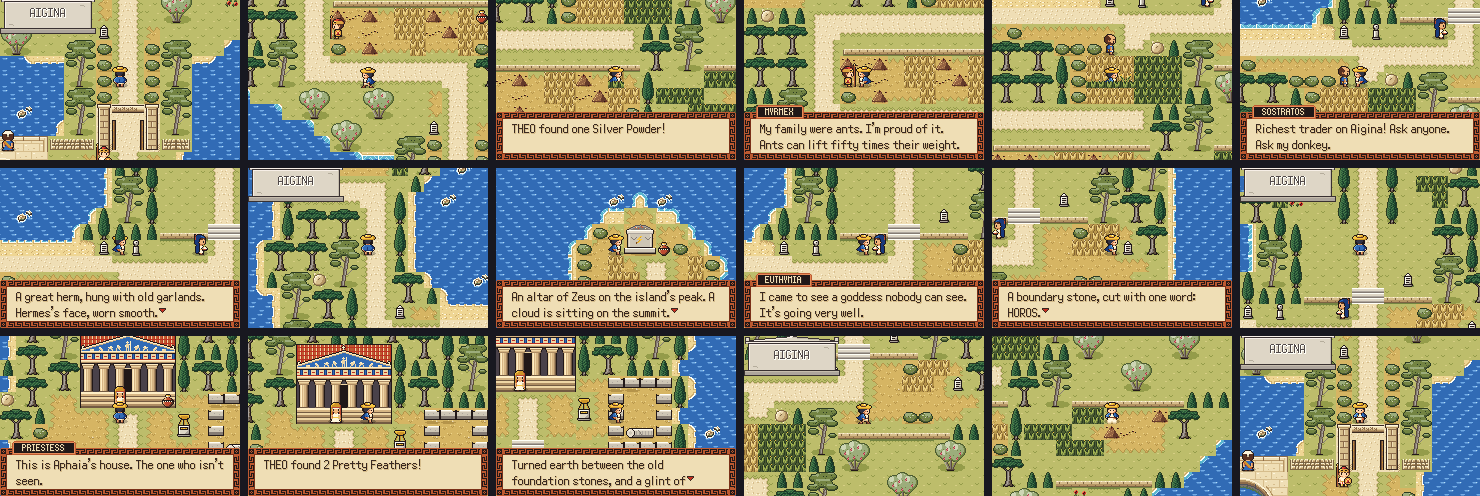 AIGINA
THEO found one Silver Powder!
MYRMEX
My family were ants. I'm proud of it.
Ants can lift fifty times their weight.
SOSTRATOS
Richest trader on Aigina! Ask anyone.
Ask my donkey.
A great herm, hung with old garlands.
Hermes's face, worn smooth.
AIGINA
An altar of Zeus on the island's peak. A
cloud is sitting on the summit.
EUTHYMIA
I came to see a goddess nobody can see.
It's going very well.
A boundary stone, cut with one word:
HOROS.
AIGINA
PRIESTESS
This is Aphaia's house. The one who isn't
seen.
THEO found 2 Pretty Feathers!
Turned earth between the old
foundation stones, and a glint of
AIGINA
AIGINA